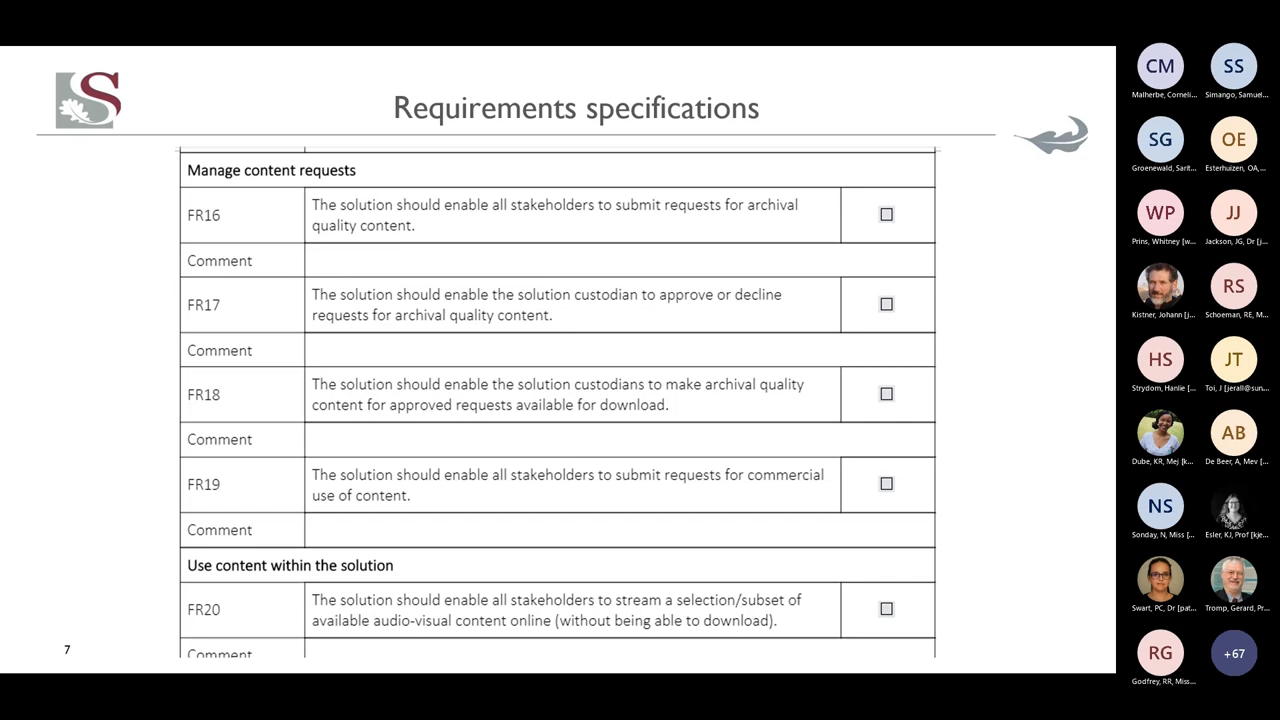 S
Requirements specifications
Manage content requests
FR16
The solution should enable all stakeholders to submit requests for archival
quality content.
Comment
FR17
The solution should enable the solution custodian to approve or decline
requests for archival quality content.
Comment
FR18
The solution should enable the solution custodians to make archival quality
content for approved requests available for download.
Comment
FR19
The solution should enable all stakeholders to submit requests for commercial
use of content.
Comment
Use content within the solution
FR20
The solution should enable all stakeholders to stream a selection/subset of
available audio-visual content online (without being able to download).
Comment
7
CM
Malherbe, Corneli...
SS
Simango, Samuel...
SG
Groenewald, Sarit...
OE
Esterhuizen, OA,...
WP
Prins, Whitney [w...
JJ
Jackson, JG, Dr [j...
Kistner, Johann [j...
RS
Schoeman, RE, M...
HS
Strydom, Hanlie [...
JT
Toi, J [jerall@sun...
Dube, KR, Mej [k...
AB
De Beer, A, Mev [...
NS
Sonday, N, Miss [...
Esler, KJ, Prof [kje...
Swart, PC, Dr [pat...
Tromp, Gerard, Pr...
RG
Godfrey, RR, Miss...
+67